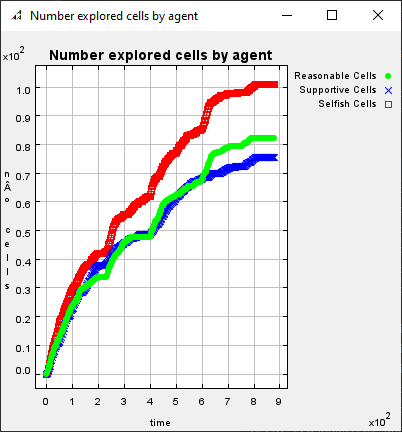 Number explored cells by agent
x10²
Number explored cells by agent
Reasonable Cells
Supportive Cells
Selfish Cells
1.0
0.9
0.8
0.7
0.6
0.5
0.4
0.3
0.2
0.1
0.0
nÂº cells
0 1 2 3 4 5 6 7 8 9
time
x10²